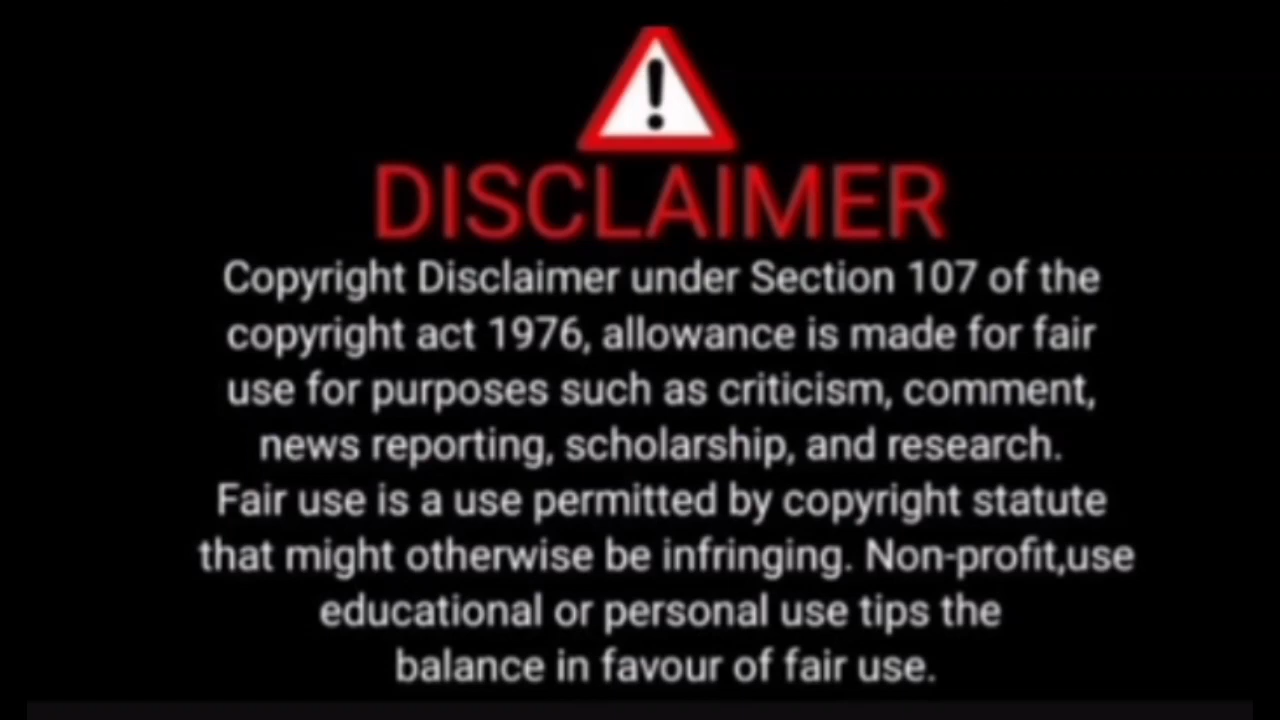 DISCLAIMER
Copyright Disclaimer under Section 107 of the
copyright act 1976, allowance is made for fair
use for purposes such as criticism, comment,
news reporting, scholarship, and research.
Fair use is a use permitted by copyright statute
that might otherwise be infringing. Non-profit,use
educational or personal use tips the
balance in favour of fair use.